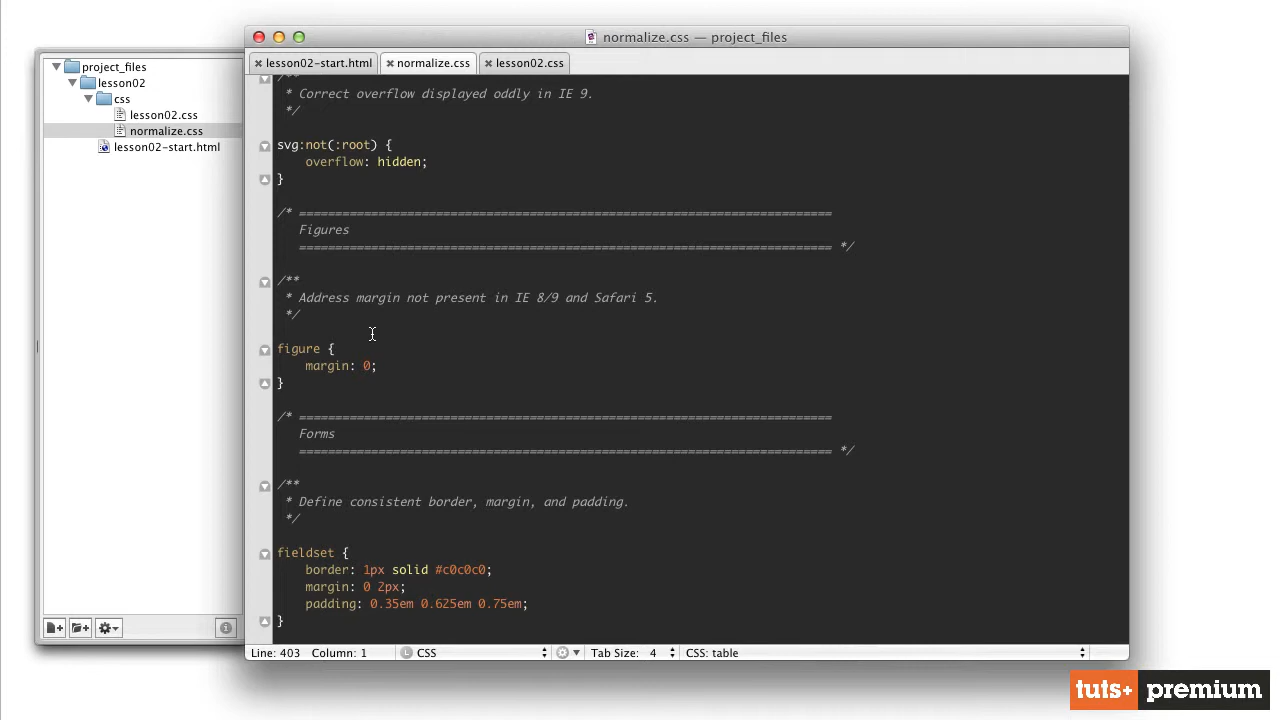 normalize.css — project_files
project_files
lesson02
css
lesson02.css
normalize.css
lesson02-start.html
lesson02-start.html
normalize.css
lesson02.css
/**
* Correct overflow displayed oddly in IE 9.
*/
svg:not(:root) {
overflow: hidden;
}
/* ==========================================================================
Figures
========================================================================== */
/**
* Address margin not present in IE 8/9 and Safari 5.
*/
figure {
margin: 0;
}
/* ==========================================================================
Forms
========================================================================== */
/**
* Define consistent border, margin, and padding.
*/
fieldset {
border: 1px solid #c0c0c0;
margin: 0 2px;
padding: 0.35em 0.625em 0.75em;
}
Line: 403 Column: 1
L CSS
Tab Size: 4
CSS: table
tuts+ premium